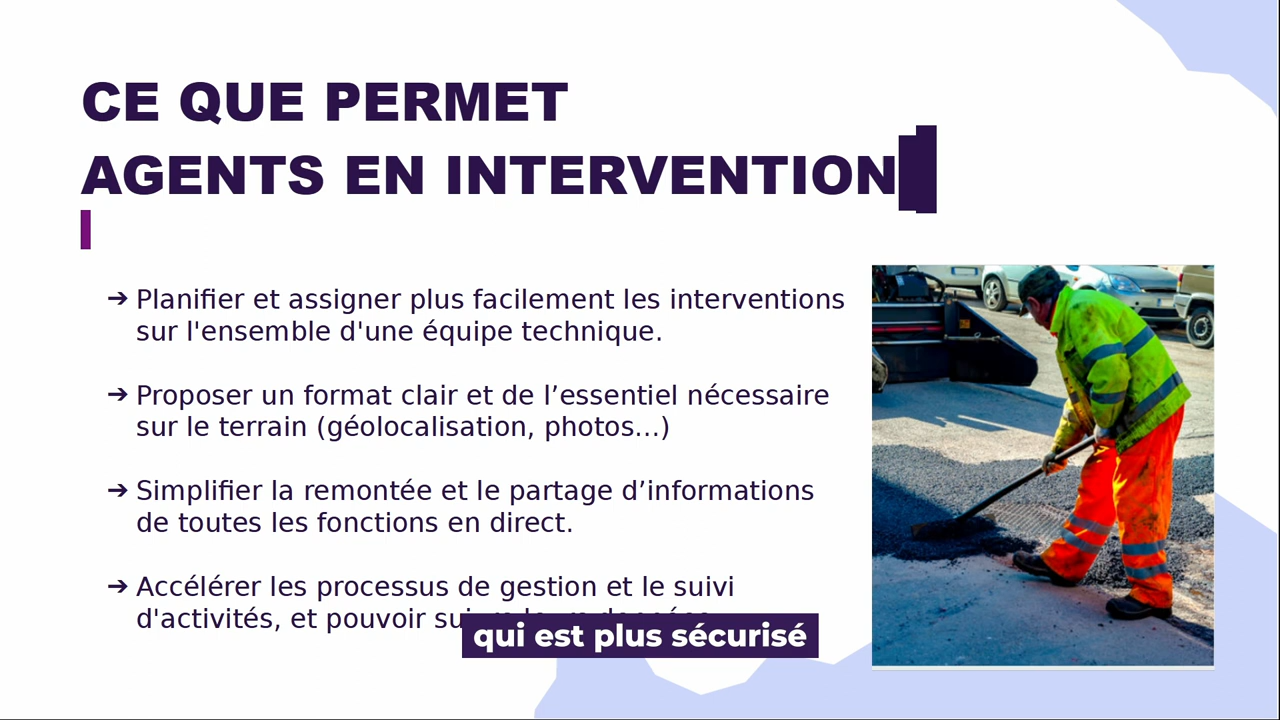 CE QUE PERMET
AGENTS EN INTERVENTION
➔ Planifier et assigner plus facilement les interventions
sur l'ensemble d'une équipe technique.
➔ Proposer un format clair et de l’essentiel nécessaire
sur le terrain (géolocalisation, photos...)
➔ Simplifier la remontée et le partage d’informations
de toutes les fonctions en direct.
➔ Accélérer les processus de gestion et le suivi
d'activités, et pouvoir
qui est plus sécurisé